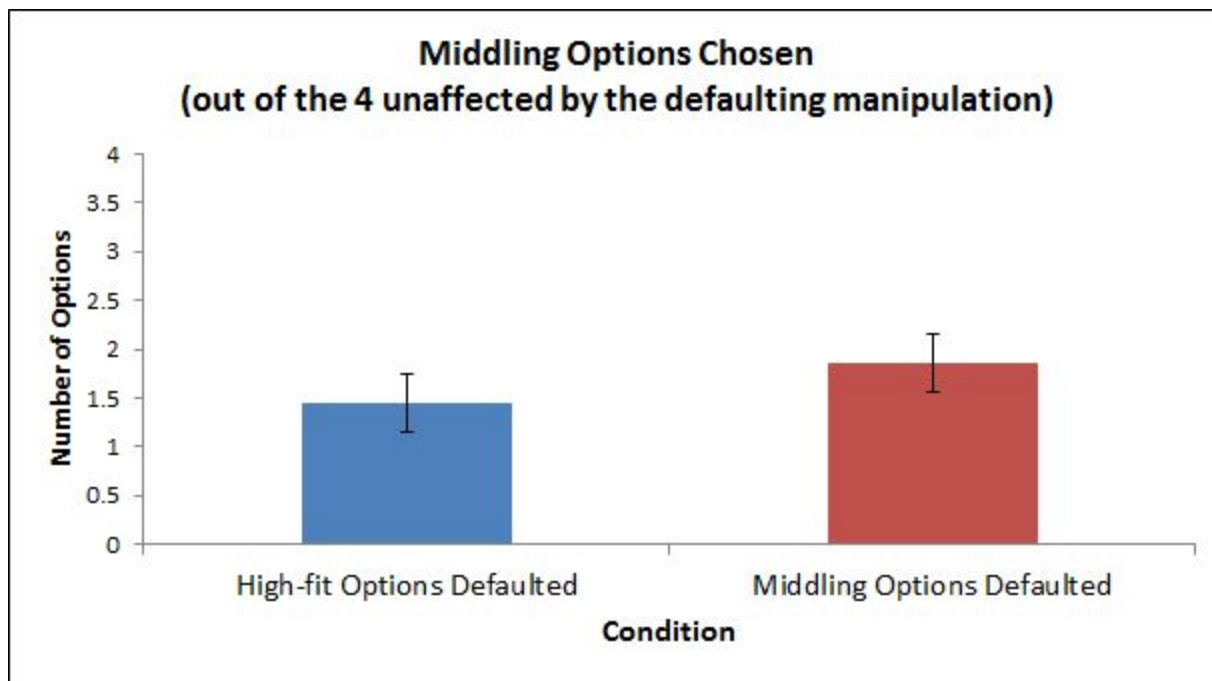 Middling Options Chosen
(out of the 4 unaffected by the defaulting manipulation)
Number of Options
4
3.5
3
2.5
2
1.5
1
0.5
0
High-fit Options Defaulted
Middling Options Defaulted
Condition